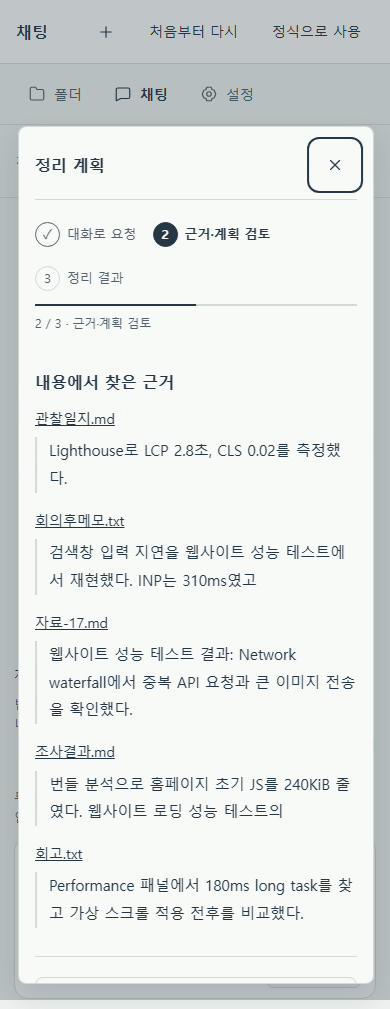 채팅
+
처음부터 다시
정식으로 사용
폴더
채팅
설정
정리 계획
×
✓ 대화로 요청
2 근거·계획 검토
3 정리 결과
2 / 3 · 근거·계획 검토
내용에서 찾은 근거
관찰일지.md
Lighthouse로 LCP 2.8초, CLS 0.02를 측정했
다.
회의후메모.txt
검색창 입력 지연을 웹사이트 성능 테스트에
서 재현했다. INP는 310ms였고
자료-17.md
웹사이트 성능 테스트 결과: Network
waterfall에서 중복 API 요청과 큰 이미지 전송
을 확인했다.
조사결과.md
번들 분석으로 홈페이지 초기 JS를 240KiB 줄
였다. 웹사이트 로딩 성능 테스트의
회고.txt
Performance 패널에서 180ms long task를 찾
고 가상 스크롤 적용 전후를 비교했다.